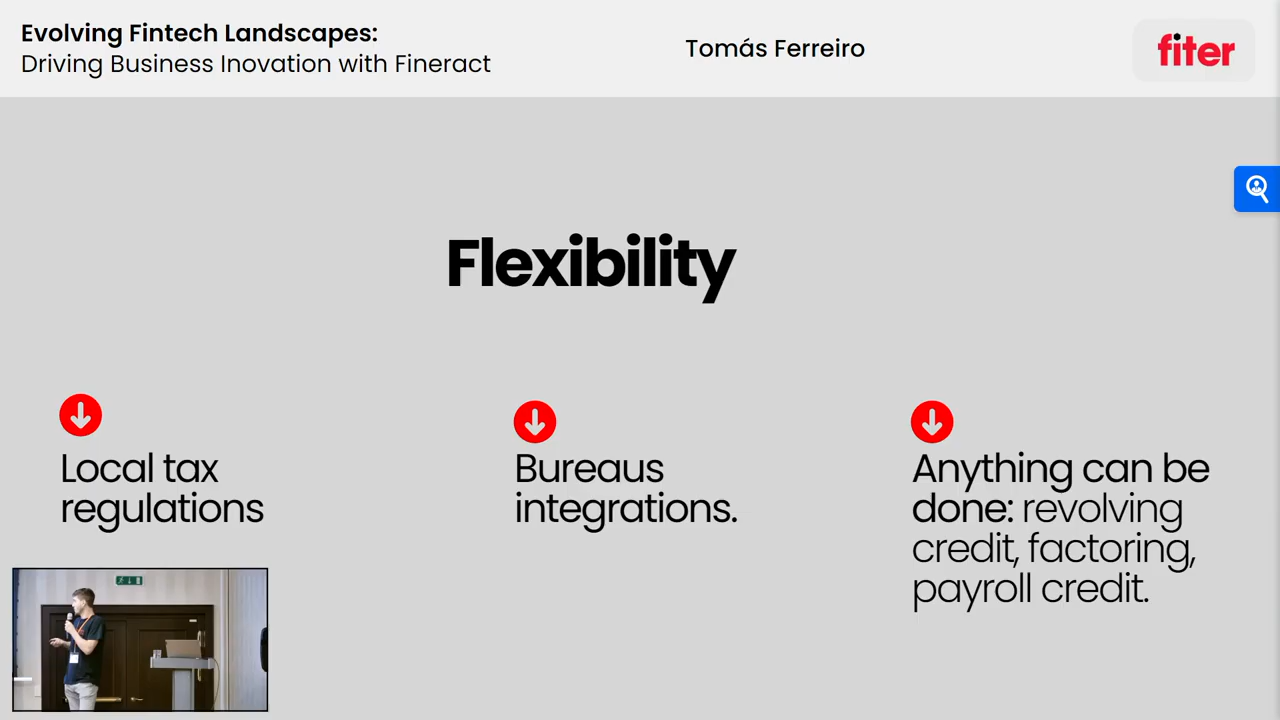 Evolving Fintech Landscapes:
Driving Business Inovation with Fineract
Tomás Ferreiro
fiter
Flexibility
Local tax
regulations
Bureaus
integrations.
Anything can be
done: revolving
credit, factoring,
payroll credit.